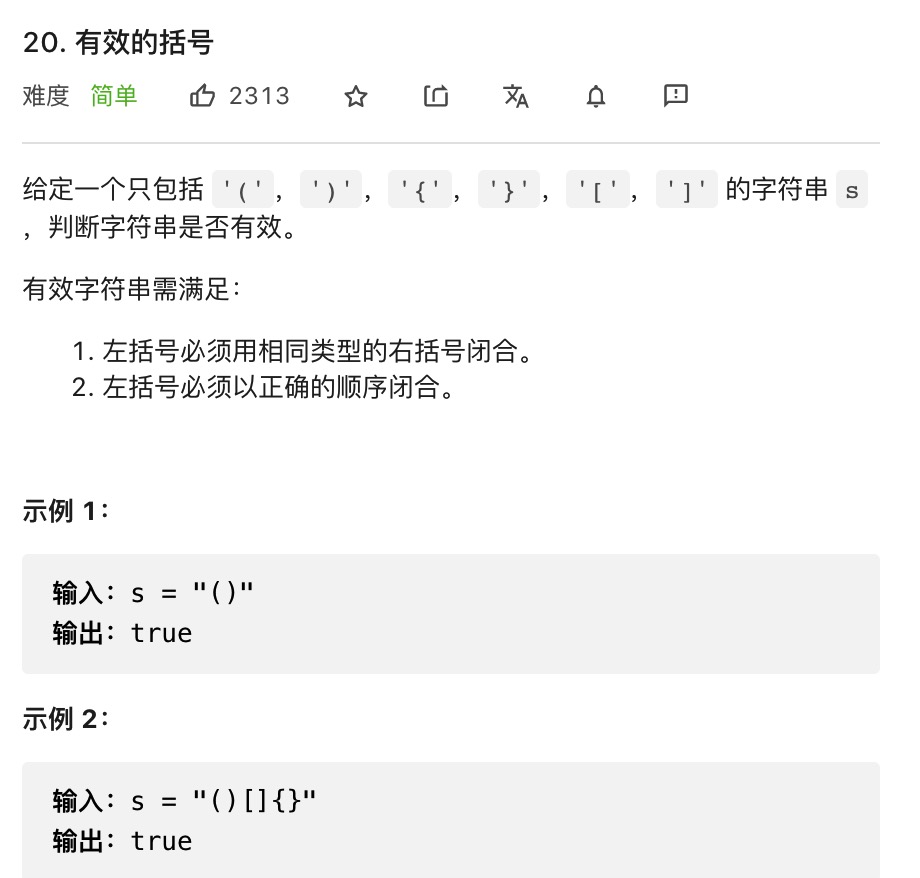 20. 有效的括号
难度 简单 2313
给定一个只包括 '('，')'，'{'，'}'，'['，']' 的字符串 s
，判断字符串是否有效。
有效字符串需满足：
1. 左括号必须用相同类型的右括号闭合。
2. 左括号必须以正确的顺序闭合。
示例 1：
输入：s = "()"
输出：true
示例 2：
输入：s = "()[]{}"
输出：true